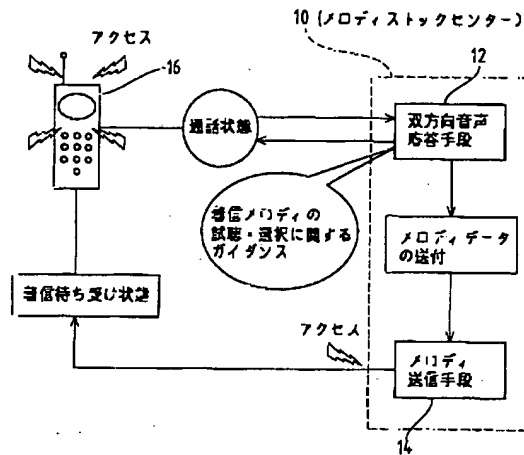 10 (メロディストックセンター)
アクセス
16
12
通話状態
双方向音声
応答手段
着信メロディの
試聴・選択に関する
ガイダンス
メロディデータ
の送付
着信待ち受け状態
アクセス
メロディ
送信手段
14